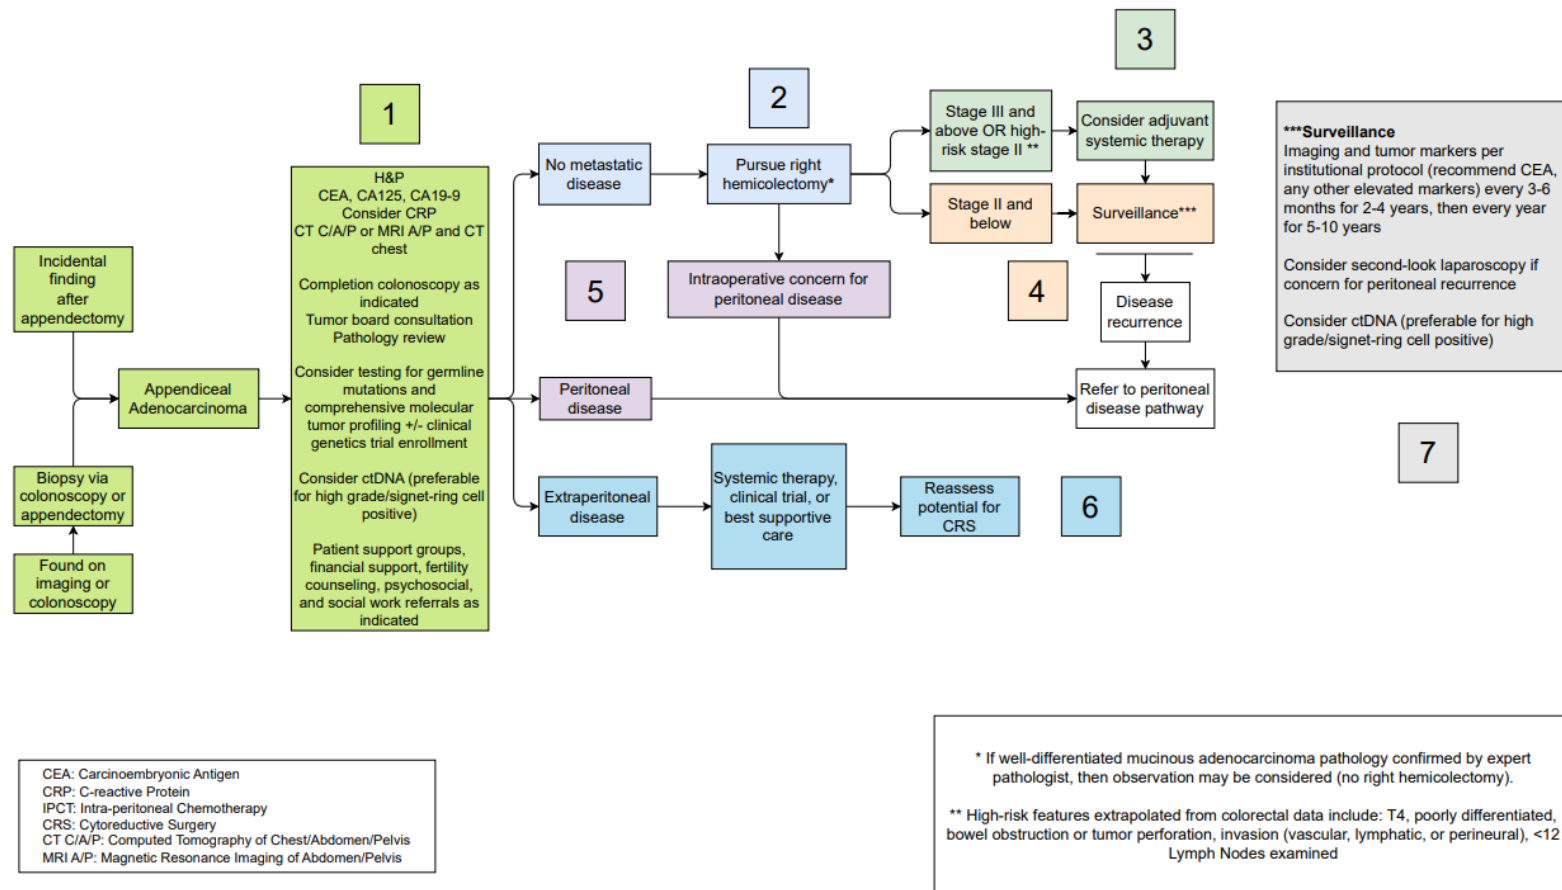 1
2
3
4
5
6
7
Incidental
finding
after
appendectomy
Biopsy via
colonoscopy or
appendectomy
Found on
imaging or
colonoscopy
Appendiceal
Adenocarcinoma
H&P
CEA, CA125, CA19-9
Consider CRP
CT C/A/P or MRI A/P and CT
chest
Completion colonoscopy as
indicated
Tumor board consultation
Pathology review
Consider testing for germline
mutations and
comprehensive molecular
tumor profiling +/- clinical
genetics trial enrollment
Consider ctDNA (preferable
for high grade/signet-ring cell
positive)
Patient support groups,
financial support, fertility
counseling, psychosocial,
and social work referrals as
indicated
No metastatic
disease
Pursue right
hemicolectomy*
Stage III and
above OR high-
risk stage II **
Consider adjuvant
systemic therapy
Stage II and
below
Surveillance***
Intraoperative concern for
peritoneal disease
Disease
recurrence
Peritoneal
disease
Refer to peritoneal
disease pathway
Extraperitoneal
disease
Systemic therapy,
clinical trial, or
best supportive
care
Reassess
potential for
CRS
***Surveillance
Imaging and tumor markers per
institutional protocol (recommend CEA,
any other elevated markers) every 3-6
months for 2-4 years, then every year
for 5-10 years
Consider second-look laparoscopy if
concern for peritoneal recurrence
Consider ctDNA (preferable for high
grade/signet-ring cell positive)
CEA: Carcinoembryonic Antigen
CRP: C-reactive Protein
IPCT: Intra-peritoneal Chemotherapy
CRS: Cytoreductive Surgery
CT C/A/P: Computed Tomography of Chest/Abdomen/Pelvis
MRI A/P: Magnetic Resonance Imaging of Abdomen/Pelvis
* If well-differentiated mucinous adenocarcinoma pathology confirmed by expert
pathologist, then observation may be considered (no right hemicolectomy).
** High-risk features extrapolated from colorectal data include: T4, poorly differentiated,
bowel obstruction or tumor perforation, invasion (vascular, lymphatic, or perineural), <12
Lymph Nodes examined